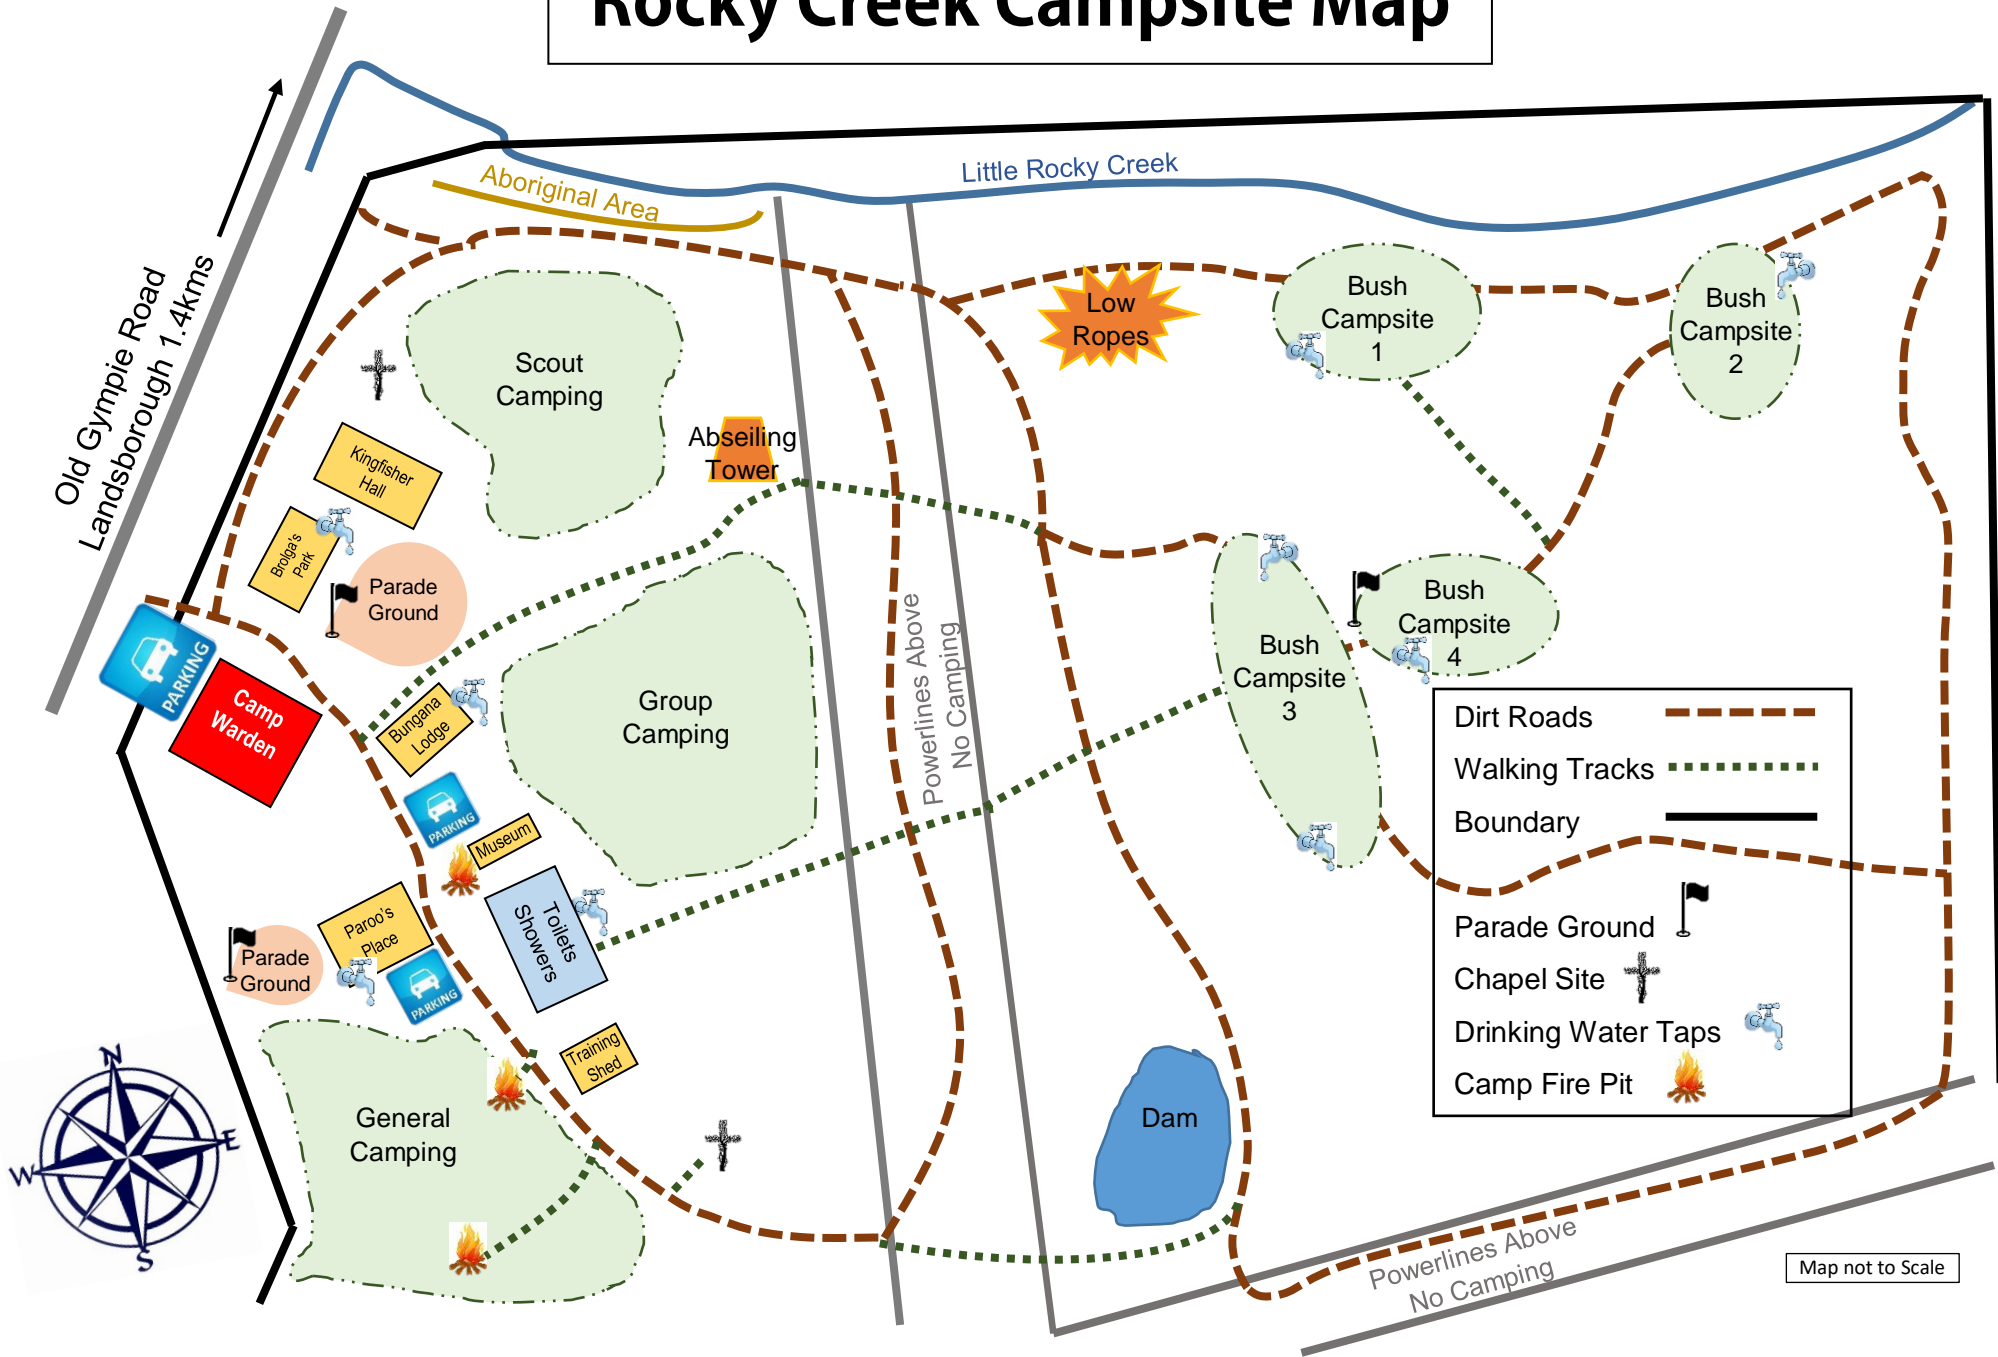 Rocky Creek Campsite Map
Old Gympie Road
Landsborough 1.4kms
Aboriginal Area
Little Rocky Creek
Scout
Camping
Kingfisher
Hall
Brolga's
Park
Parade
Ground
Abseiling
Tower
Low
Ropes
Bush
Campsite
1
Bush
Campsite
2
Bush
Campsite
3
Bush
Campsite
4
PARKING
Camp
Warden
Bungana
Lodge
Group
Camping
Powerlines Above
No Camping
PARKING
Museum
Toilets
Showers
Paroo's
Place
Parade
Ground
PARKING
Training
Shed
General
Camping
Dam
N
E
S
W
Dirt Roads
Walking Tracks
Boundary
Parade Ground
Chapel Site
Drinking Water Taps
Camp Fire Pit
Powerlines Above
No Camping
Map not to Scale